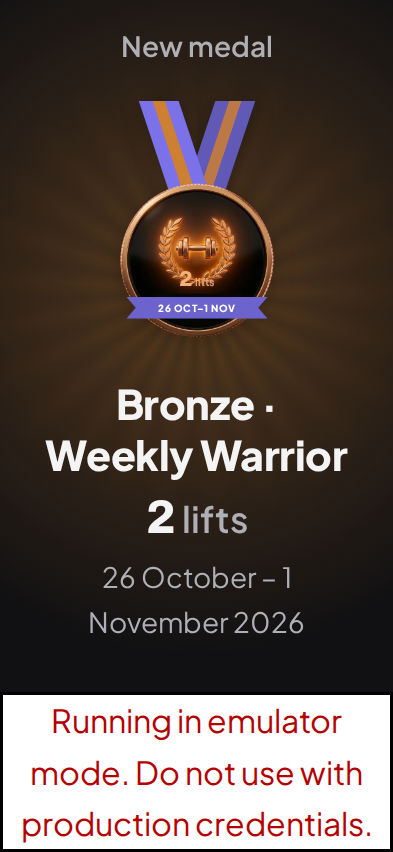 New medal
2 lifts
26 OCT–1 NOV
Bronze ·
Weekly Warrior
2 lifts
26 October – 1
November 2026
Running in emulator
mode. Do not use with
production credentials.